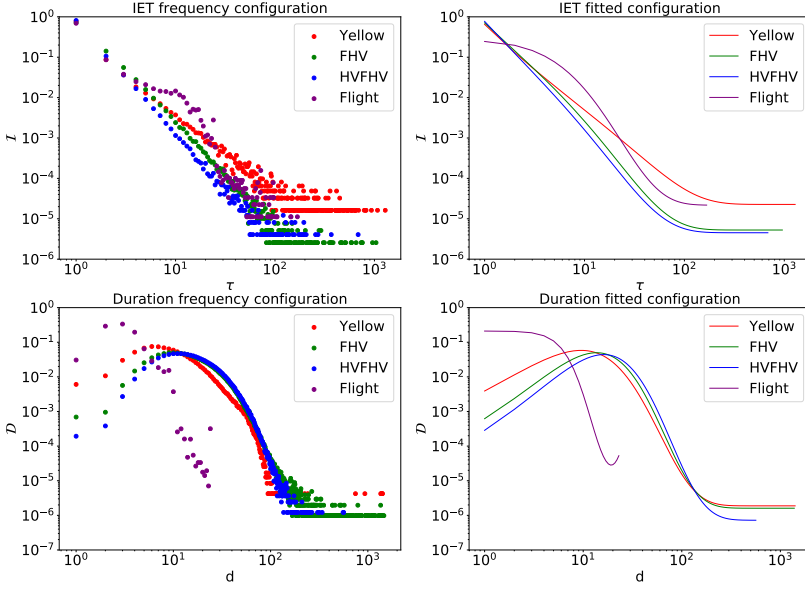 IET frequency configuration
10^0
10^-1
10^-2
10^-3
10^-4
10^-5
10^-6
I
Yellow
FHV
HVFHV
Flight
10^0 10^1 10^2 10^3
τ
IET fitted configuration
10^0
10^-1
10^-2
10^-3
10^-4
10^-5
10^-6
I
Yellow
FHV
HVFHV
Flight
10^0 10^1 10^2 10^3
τ
Duration frequency configuration
10^0
10^-1
10^-2
10^-3
10^-4
10^-5
10^-6
10^-7
D
Yellow
FHV
HVFHV
Flight
10^0 10^1 10^2 10^3
d
Duration fitted configuration
10^0
10^-1
10^-2
10^-3
10^-4
10^-5
10^-6
10^-7
D
Yellow
FHV
HVFHV
Flight
10^0 10^1 10^2 10^3
d